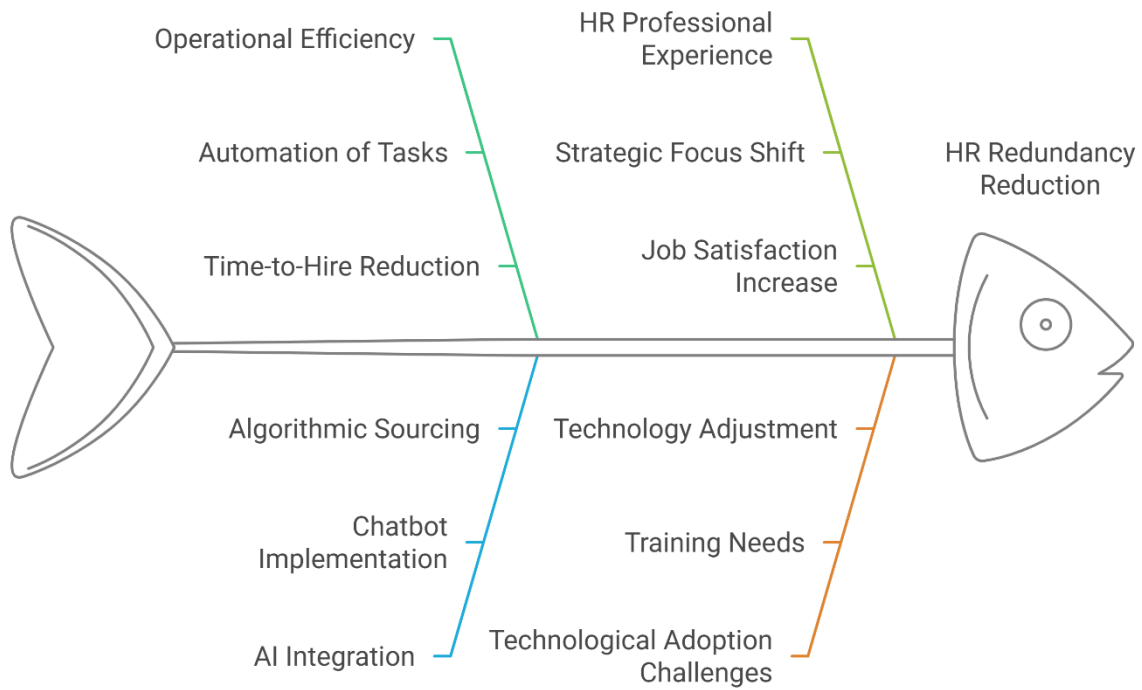 Operational Efficiency
Automation of Tasks
Time-to-Hire Reduction
HR Professional
Experience
Strategic Focus Shift
Job Satisfaction
Increase
HR Redundancy
Reduction
Algorithmic Sourcing
Chatbot
Implementation
AI Integration
Technology Adjustment
Training Needs
Technological Adoption
Challenges